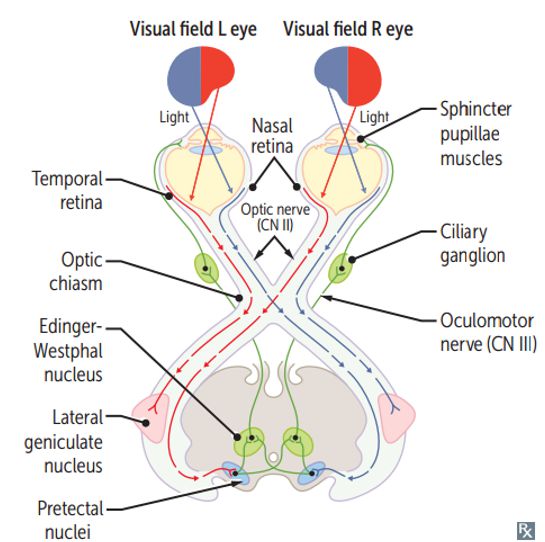 Visual field L eye
Visual field R eye
Light
Light
Nasal
retina
Sphincter
pupillae
muscles
Temporal
retina
Optic nerve
(CN II)
Ciliary
ganglion
Optic
chiasm
Edinger-
Westphal
nucleus
Oculomotor
nerve (CN III)
Lateral
geniculate
nucleus
Pretectal
nuclei
Rx